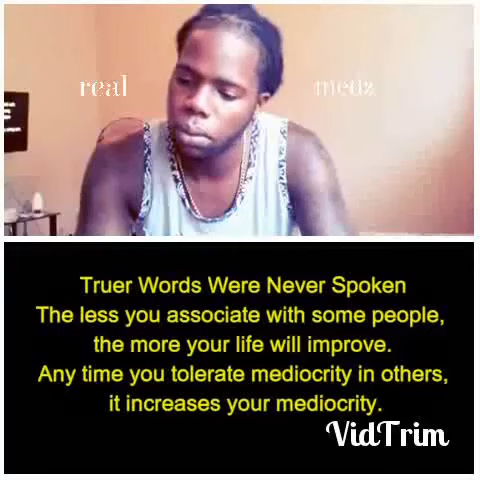 real metiz
Truer Words Were Never Spoken
The less you associate with some people,
the more your life will improve.
Any time you tolerate mediocrity in others,
it increases your mediocrity.
VidTrim